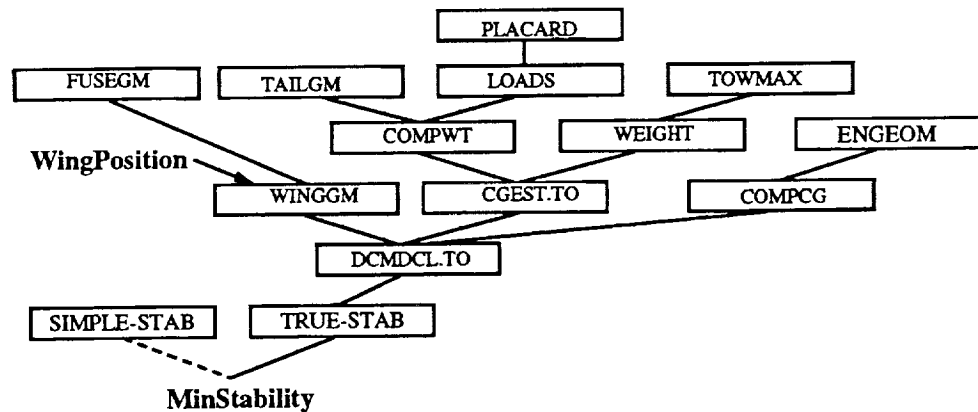 PLACARD
FUSEGM
TAILGM
LOADS
TOWMAX
COMPWT
WEIGHT
ENGEOM
WingPosition
WINGGM
CGEST.TO
COMPCG
DCMDCL.TO
SIMPLE-STAB
TRUE-STAB
MinStability